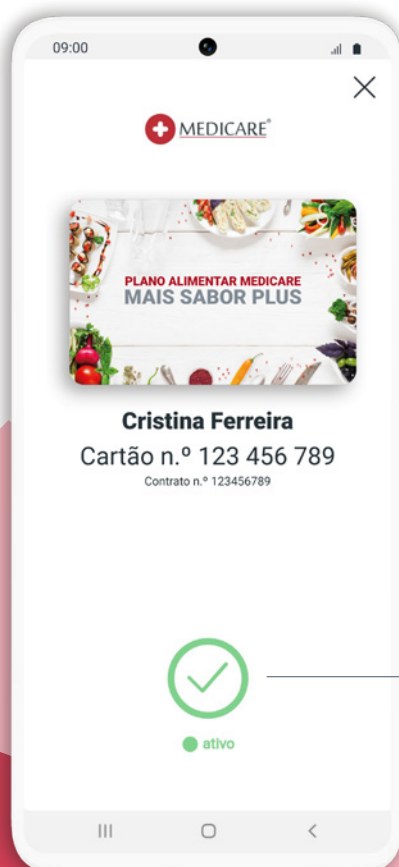 09:00
MEDICARE®
PLANO ALIMENTAR MEDICARE
MAIS SABOR PLUS
Cristina Ferreira
Cartão n.º 123 456 789
Contrato n.º 123456789
ativo